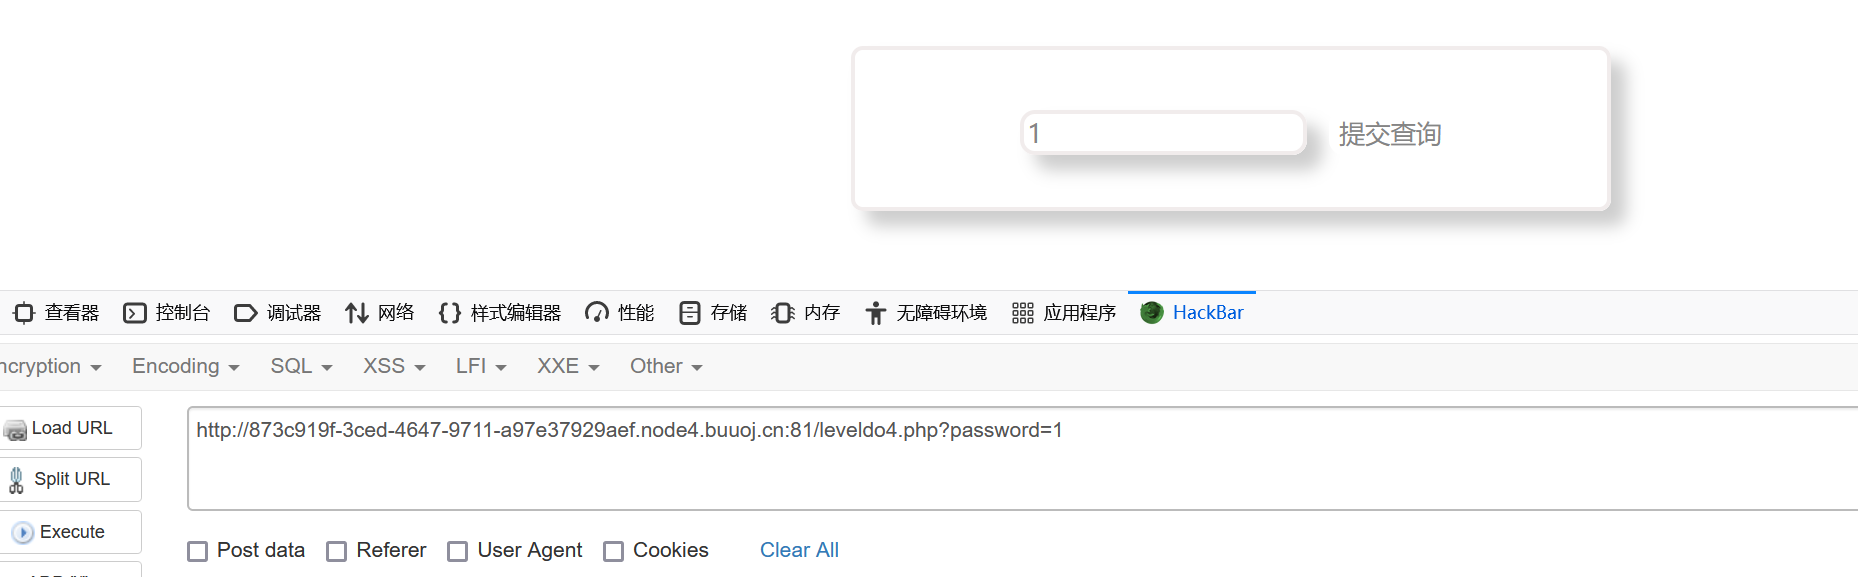 1 提交查询
查看器 控制台 调试器 网络 样式编辑器 性能 存储 内存 无障碍环境 应用程序 HackBar
ncryption Encoding SQL XSS LFI XXE Other
Load URL
http://873c919f-3ced-4647-9711-a97e37929aef.node4.buuoj.cn:81/leveldo4.php?password=1
Split URL
Execute
Post data Referer User Agent Cookies Clear All